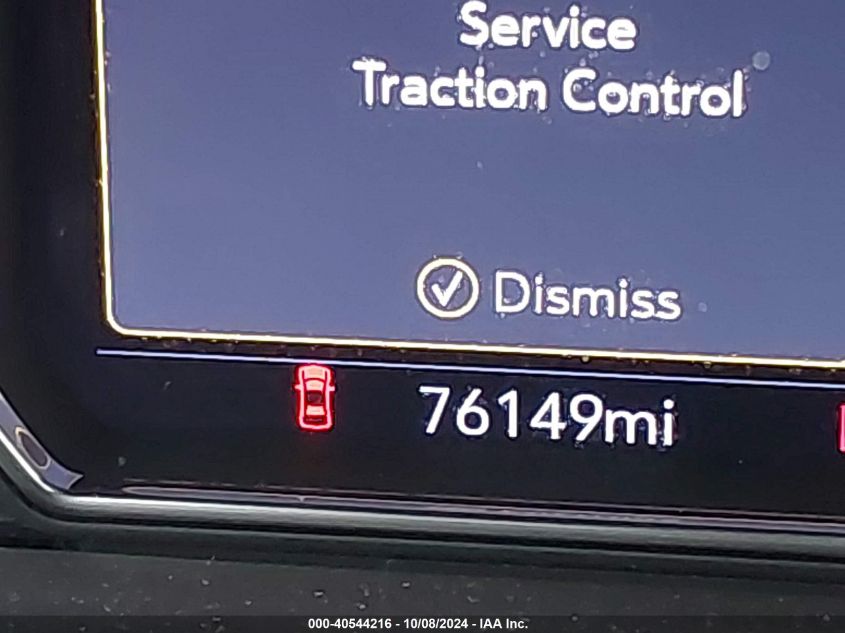 Service
Traction Control
Dismiss
76149mi
000-40544216 - 10/08/2024 - IAA Inc.